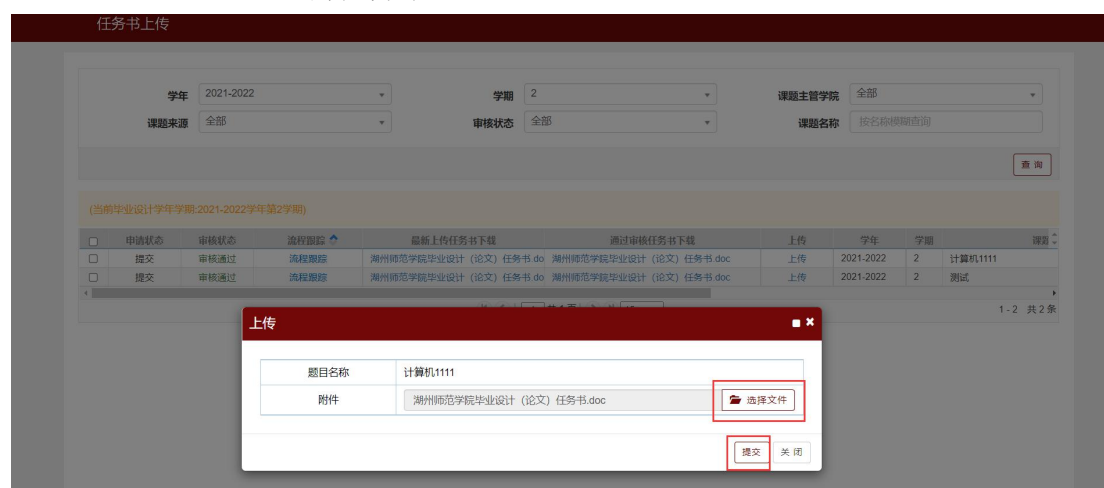 任务书上传
学年 2021-2022 学期 2 课题主管学院 全部
课题来源 全部 审核状态 全部 课题名称 按名称模糊查询
查 询
(当前毕业设计学年学期:2021-2022学年第2学期)
申请状态 审核状态 流程跟踪 最新上传任务书下载 通过审核任务书下载 上传 学年 学期 课题
提交 审核通过 流程跟踪 湖州师范学院毕业设计（论文）任务书.do 湖州师范学院毕业设计（论文）任务书.doc 上传 2021-2022 2 计算机1111
提交 审核通过 流程跟踪 湖州师范学院毕业设计（论文）任务书.do 湖州师范学院毕业设计（论文）任务书.doc 上传 2021-2022 2 测试
1 - 2 共 2 条
上传
题目名称 计算机1111
附件 湖州师范学院毕业设计（论文）任务书.doc 选择文件
提交 关 闭